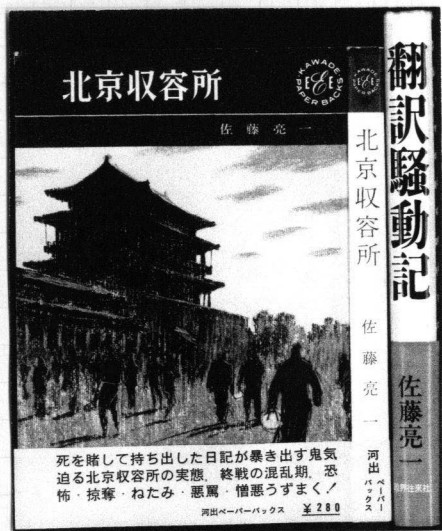 北京収容所
KAWADE PAPER BACKS
佐藤亮一
死を賭して持ち出した日記が暴き出す鬼気
迫る北京収容所の実態．終戦の混乱期．恐
怖・掠奪・ねたみ・悪罵・憎悪うずまく！
河出ペーパーバックス
¥280
北京収容所
佐藤亮一
河出
ペーパー
バックス
翻訳騒動記
佐藤亮一